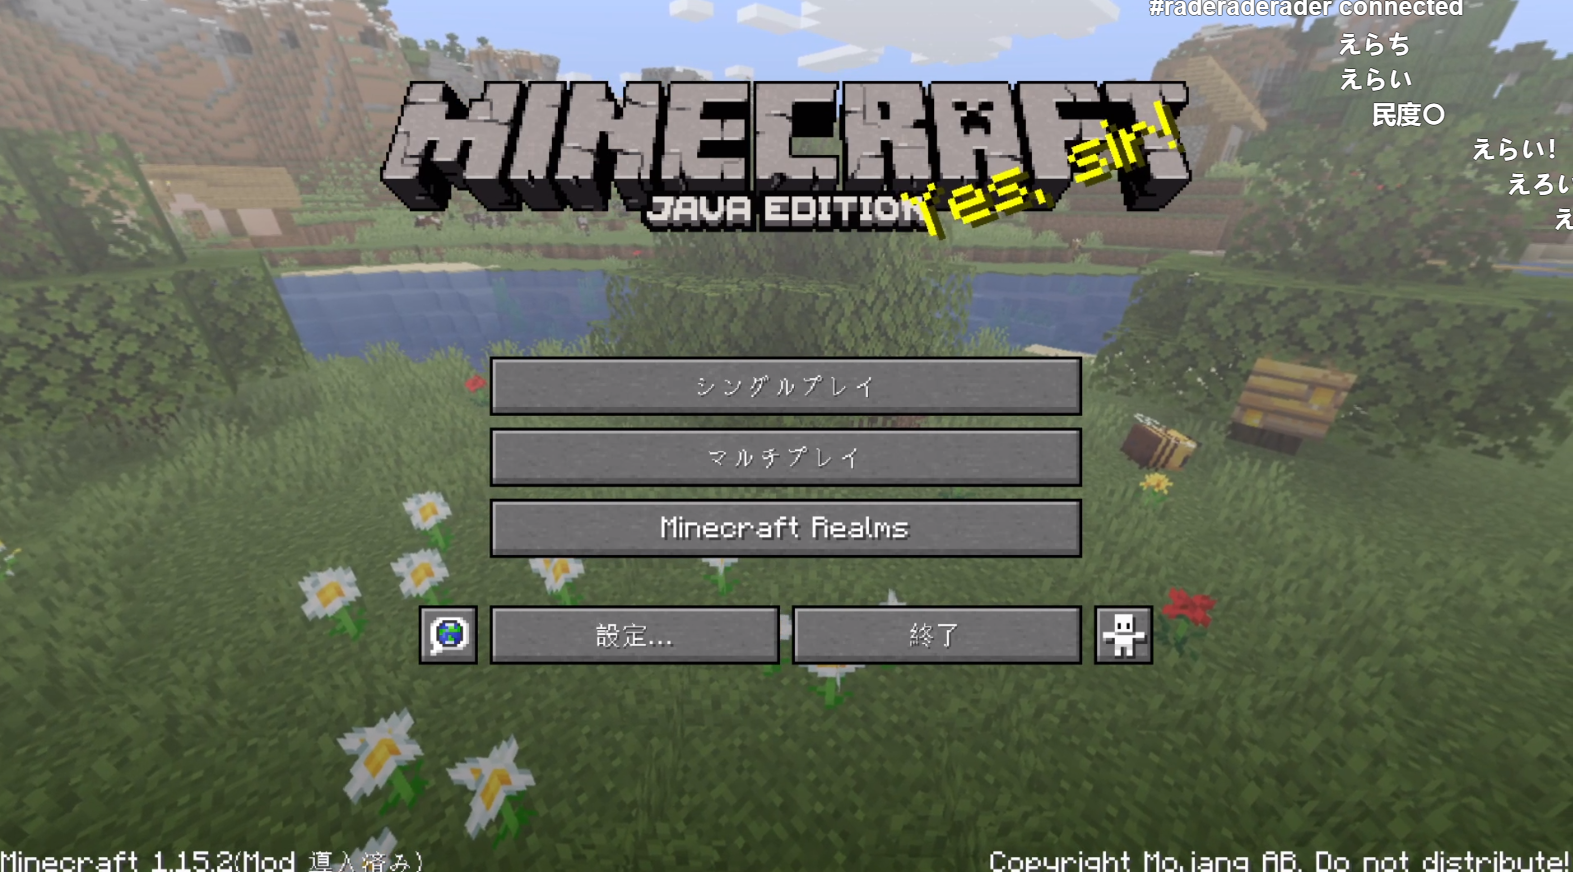 #raderaderader connected
えらち
えらい
民度〇
えらい！
えろい
え
MINECRAFT
JAVA EDITION
Yes, sir!
シングルプレイ
マルチプレイ
Minecraft Realms
設定...
終了
Minecraft 1.15.2(Mod 導入済み)
Copyright Mojang AB. Do not distribute!